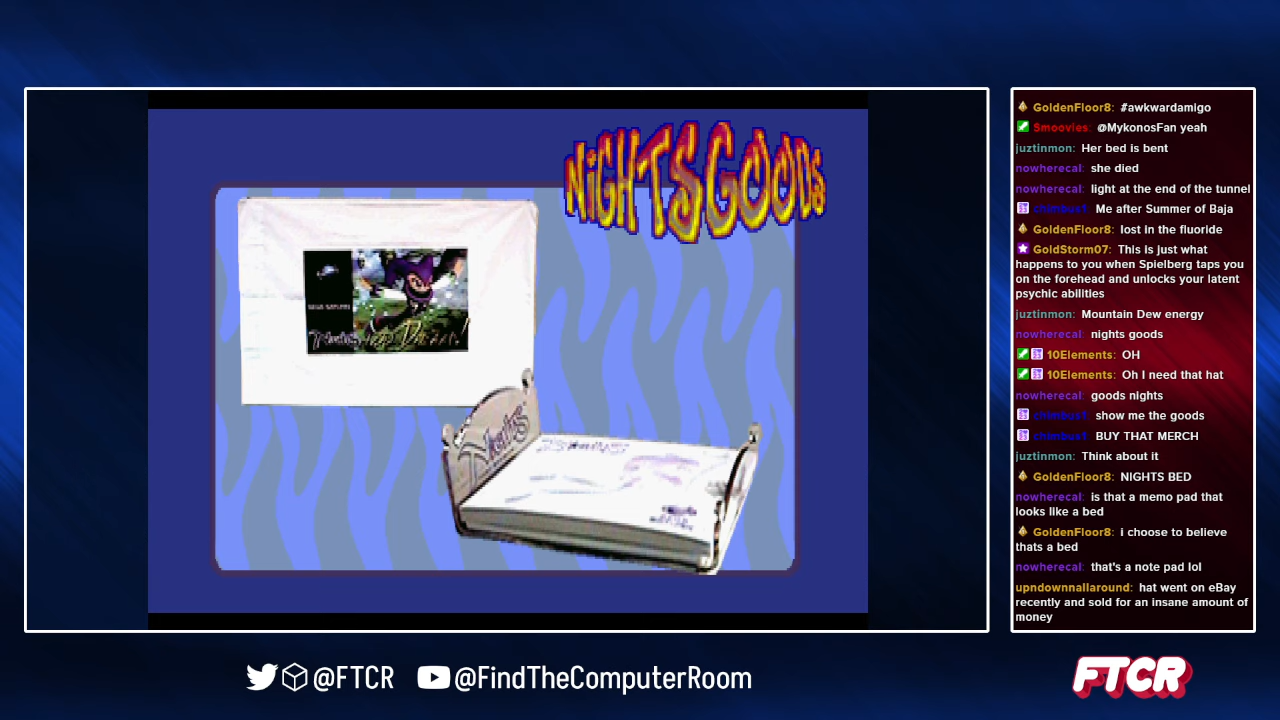 NiGHTS GOODS
NiGHTS
GoldenFloor8: #awkwardamigo
Smoovies: @MykonosFan yeah
juztinmon: Her bed is bent
nowherecal: she died
nowherecal: light at the end of the tunnel
chimbus1: Me after Summer of Baja
GoldenFloor8: lost in the fluoride
GoldStorm07: This is just what
happens to you when Spielberg taps you
on the forehead and unlocks your latent
psychic abilities
juztinmon: Mountain Dew energy
nowherecal: nights goods
10Elements: OH
10Elements: Oh I need that hat
nowherecal: goods nights
chimbus1: show me the goods
chimbus1: BUY THAT MERCH
juztinmon: Think about it
GoldenFloor8: NIGHTS BED
nowherecal: is that a memo pad that
looks like a bed
GoldenFloor8: i choose to believe
thats a bed
nowherecal: that's a note pad lol
upndownnallaround: hat went on eBay
recently and sold for an insane amount of
money
@FTCR @FindTheComputerRoom
FTCR